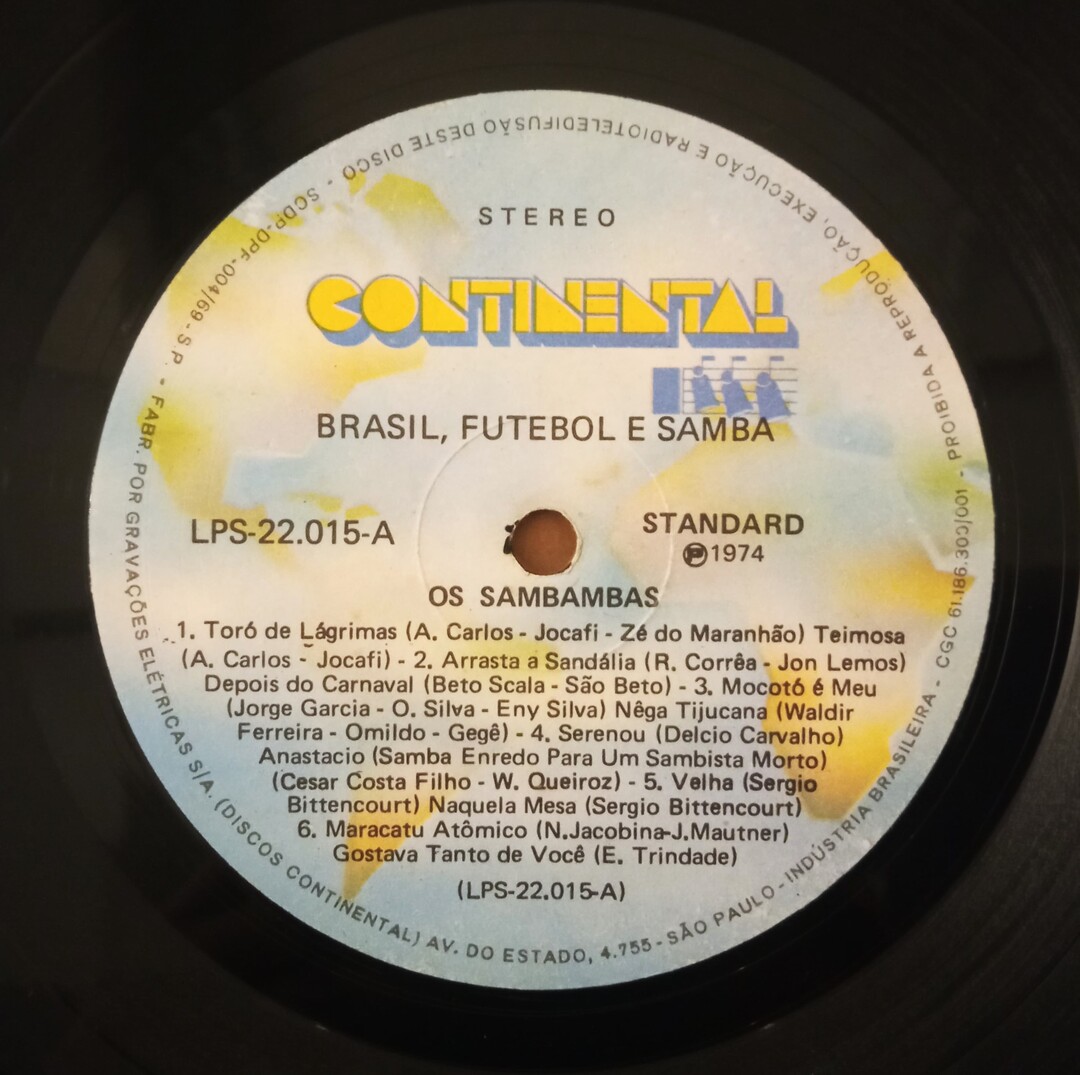 STEREO
CONTINENTAL
BRASIL, FUTEBOL E SAMBA
LPS-22.015-A
STANDARD
℗1974
OS SAMBAMBAS
1. Toró de Lágrimas (A. Carlos - Jocafi - Zé do Maranhão) Teimosa
(A. Carlos - Jocafi) - 2. Arrasta a Sandália (R. Corrêa - Jon Lemos)
Depois do Carnaval (Beto Scala - São Beto) - 3. Mocotó é Meu
(Jorge Garcia - O. Silva - Eny Silva) Nêga Tijucana (Waldir
Ferreira - Omildo - Gegê) - 4. Serenou (Delcio Carvalho)
Anastacio (Samba Enredo Para Um Sambista Morto)
(Cesar Costa Filho - W. Queiroz) - 5. Velha (Sergio
Bittencourt) Naquela Mesa (Sergio Bittencourt)
6. Maracatu Atômico (N.Jacobina-J.Mautner)
Gostava Tanto de Você (E. Trindade)
(LPS-22.015-A)
FABR. POR GRAVAÇÕES ELÉTRICAS S/A. (DISCOS CONTINENTAL) AV. DO ESTADO, 4.755 - SÃO PAULO - INDÚSTRIA BRASILEIRA - CGC 61.186.300/001 - PROIBIDA A REPRODUÇÃO, EXECUÇÃO E RADIOTELEDIFUSÃO DESTE DISCO - SCDP-DPF-004/69 - S.P. -